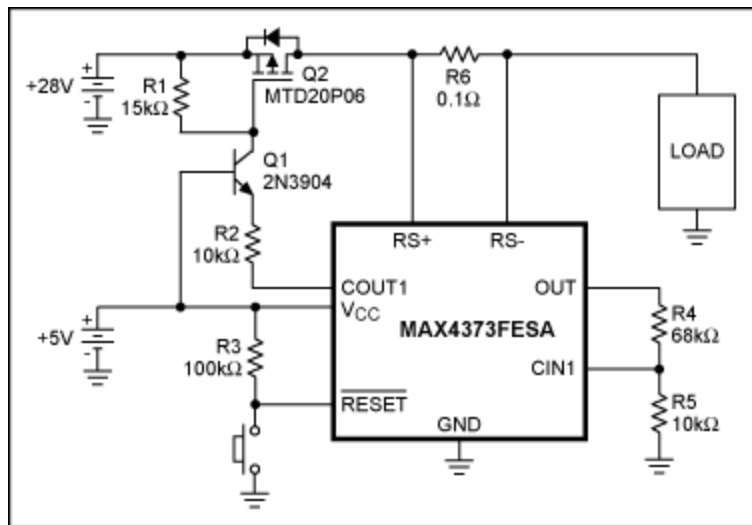 +
+28V
-
R1
15kΩ
Q2
MTD20P06
R6
0.1Ω
LOAD
Q1
2N3904
R2
10kΩ
RS+
RS-
COUT1
VCC
OUT
MAX4373FESA
R4
68kΩ
+
+5V
-
R3
100kΩ
CIN1
RESET
GND
R5
10kΩ